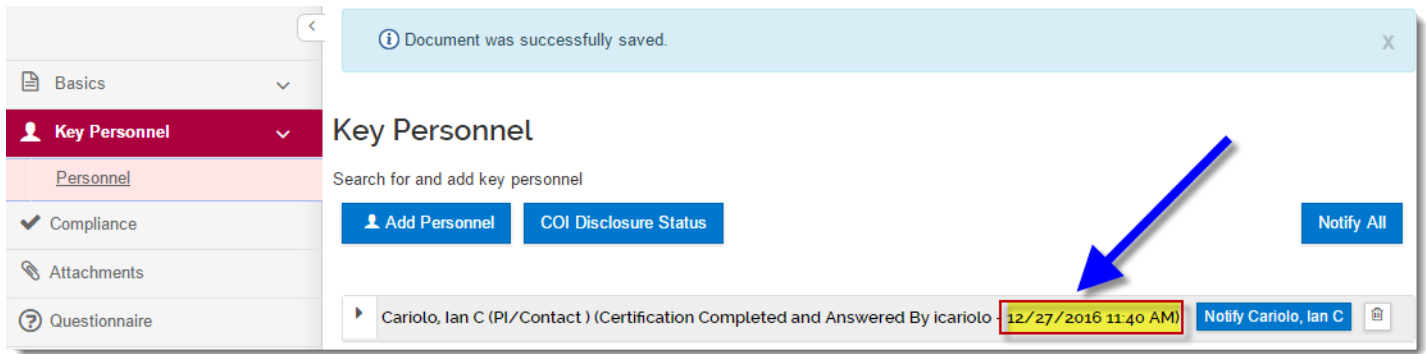 Document was successfully saved.
X
Basics
Key Personnel
Personnel
Compliance
Attachments
Questionnaire
Key Personnel
Search for and add key personnel
Add Personnel
COI Disclosure Status
Notify All
Cariolo, Ian C (PI/Contact ) (Certification Completed and Answered By icariolo - 12/27/2016 11:40 AM)
Notify Cariolo, Ian C